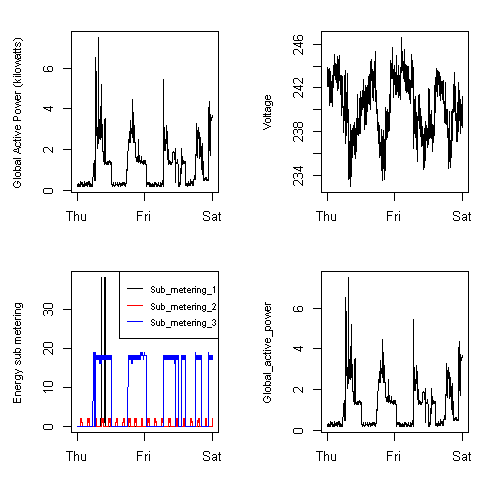 Global Active Power (kilowatts)
0 2 4 6
Thu Fri Sat
Voltage
234 238 242 246
Thu Fri Sat
Energy sub metering
0 10 20 30
Sub_metering_1
Sub_metering_2
Sub_metering_3
Thu Fri Sat
Global_active_power
0 2 4 6
Thu Fri Sat